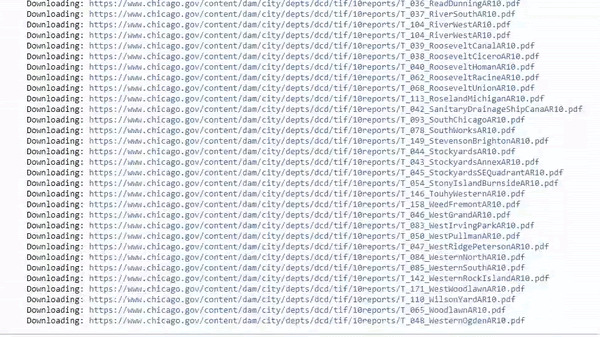 Downloading: https://www.chicago.gov/content/dam/city/depts/dcd/tif/10reports/T_036_ReadDunningAR10.pdf
Downloading: https://www.chicago.gov/content/dam/city/depts/dcd/tif/10reports/T_037_RiverSouthAR10.pdf
Downloading: https://www.chicago.gov/content/dam/city/depts/dcd/tif/10reports/T_104_RiverWestAR10.pdf
Downloading: https://www.chicago.gov/content/dam/city/depts/dcd/tif/10reports/T_104_RiverWestAR10.pdf
Downloading: https://www.chicago.gov/content/dam/city/depts/dcd/tif/10reports/T_039_RooseveltCanalAR10.pdf
Downloading: https://www.chicago.gov/content/dam/city/depts/dcd/tif/10reports/T_038_RooseveltCiceroAR10.pdf
Downloading: https://www.chicago.gov/content/dam/city/depts/dcd/tif/10reports/T_040_RooseveltHomanAR10.pdf
Downloading: https://www.chicago.gov/content/dam/city/depts/dcd/tif/10reports/T_062_RooseveltRacineAR10.pdf
Downloading: https://www.chicago.gov/content/dam/city/depts/dcd/tif/10reports/T_068_RooseveltUnionAR10.pdf
Downloading: https://www.chicago.gov/content/dam/city/depts/dcd/tif/10reports/T_113_RoselandMichiganAR10.pdf
Downloading: https://www.chicago.gov/content/dam/city/depts/dcd/tif/10reports/T_042_SanitaryDrainageShipCanaAR10.pdf
Downloading: https://www.chicago.gov/content/dam/city/depts/dcd/tif/10reports/T_093_SouthChicagoAR10.pdf
Downloading: https://www.chicago.gov/content/dam/city/depts/dcd/tif/10reports/T_078_SouthWorksAR10.pdf
Downloading: https://www.chicago.gov/content/dam/city/depts/dcd/tif/10reports/T_149_StevensonBrightonAR10.pdf
Downloading: https://www.chicago.gov/content/dam/city/depts/dcd/tif/10reports/T_044_StockyardsAR10.pdf
Downloading: https://www.chicago.gov/content/dam/city/depts/dcd/tif/10reports/T_043_StockyardsAnnexAR10.pdf
Downloading: https://www.chicago.gov/content/dam/city/depts/dcd/tif/10reports/T_045_StockyardsSEQuadrantAR10.pdf
Downloading: https://www.chicago.gov/content/dam/city/depts/dcd/tif/10reports/T_054_StonyIslandBurnsideAR10.pdf
Downloading: https://www.chicago.gov/content/dam/city/depts/dcd/tif/10reports/T_146_TouhyWesternAR10.pdf
Downloading: https://www.chicago.gov/content/dam/city/depts/dcd/tif/10reports/T_158_WeedFremontAR10.pdf
Downloading: https://www.chicago.gov/content/dam/city/depts/dcd/tif/10reports/T_046_WestGrandAR10.pdf
Downloading: https://www.chicago.gov/content/dam/city/depts/dcd/tif/10reports/T_083_WestIrvingParkAR10.pdf
Downloading: https://www.chicago.gov/content/dam/city/depts/dcd/tif/10reports/T_050_WestPullmanAR10.pdf
Downloading: https://www.chicago.gov/content/dam/city/depts/dcd/tif/10reports/T_047_WestRidgePetersonAR10.pdf
Downloading: https://www.chicago.gov/content/dam/city/depts/dcd/tif/10reports/T_084_WesternNorthAR10.pdf
Downloading: https://www.chicago.gov/content/dam/city/depts/dcd/tif/10reports/T_085_WesternSouthAR10.pdf
Downloading: https://www.chicago.gov/content/dam/city/depts/dcd/tif/10reports/T_142_WesternRockIslandAR10.pdf
Downloading: https://www.chicago.gov/content/dam/city/depts/dcd/tif/10reports/T_171_WestWoodlawnAR10.pdf
Downloading: https://www.chicago.gov/content/dam/city/depts/dcd/tif/10reports/T_110_WilsonYardAR10.pdf
Downloading: https://www.chicago.gov/content/dam/city/depts/dcd/tif/10reports/T_065_WoodlawnAR10.pdf
Downloading: https://www.chicago.gov/content/dam/city/depts/dcd/tif/10reports/T_048_WesternOgdenAR10.pdf